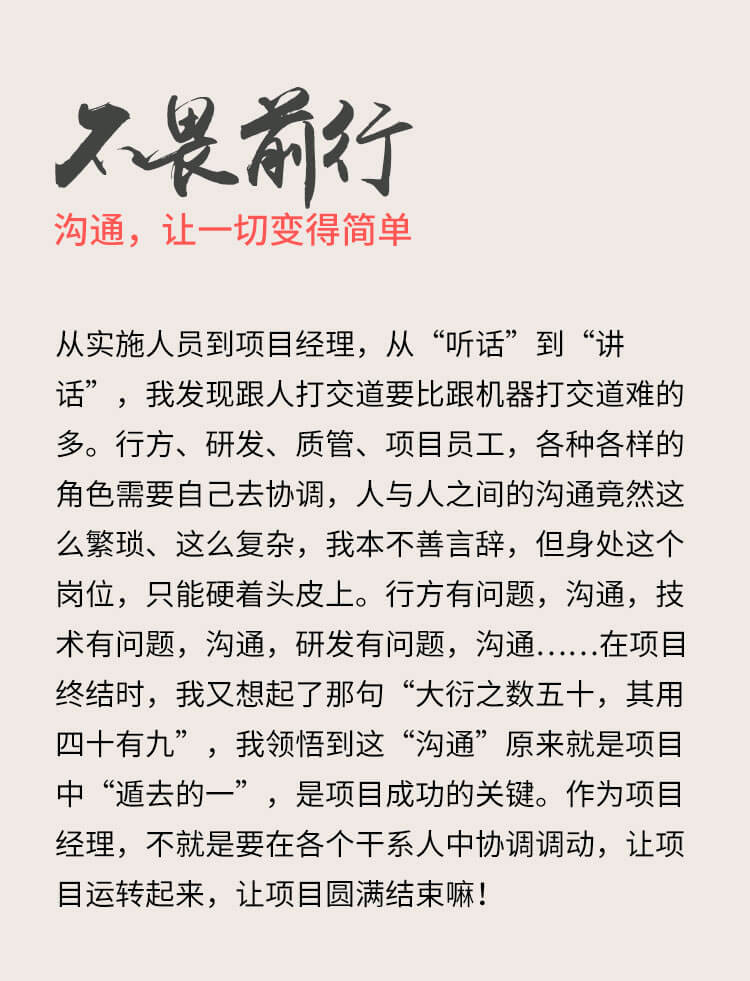 不畏前行
沟通，让一切变得简单
从实施人员到项目经理，从“听话”到“讲
话”，我发现跟人打交道要比跟机器打交道难的
多。行方、研发、质管、项目员工，各种各样的
角色需要自己去协调，人与人之间的沟通竟然这
么繁琐、这么复杂，我本不善言辞，但身处这个
岗位，只能硬着头皮上。行方有问题，沟通，技
术有问题，沟通，研发有问题，沟通……在项目
终结时，我又想起了那句“大衍之数五十，其用
四十有九”，我领悟到这“沟通”原来就是项目
中“遁去的一”，是项目成功的关键。作为项目
经理，不就是要在各个干系人中协调调动，让项
目运转起来，让项目圆满结束嘛！